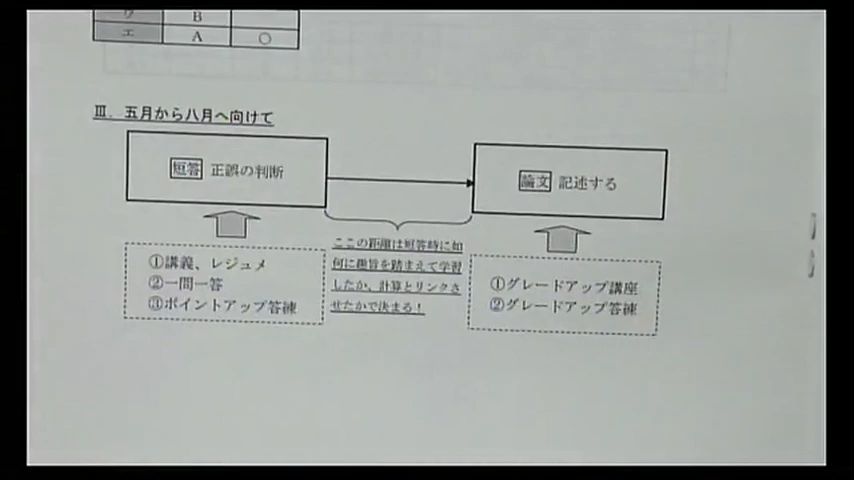 ウ B
エ A ○
Ⅲ．五月から八月へ向けて
短答 正誤の判断
論文 記述する
①講義、レジュメ
②一問一答
③ポイントアップ答練
ここの距離は短答時に如
何に趣旨を踏まえて学習
したか、計算とリンクさ
せたかで決まる！
①グレードアップ講座
②グレードアップ答練